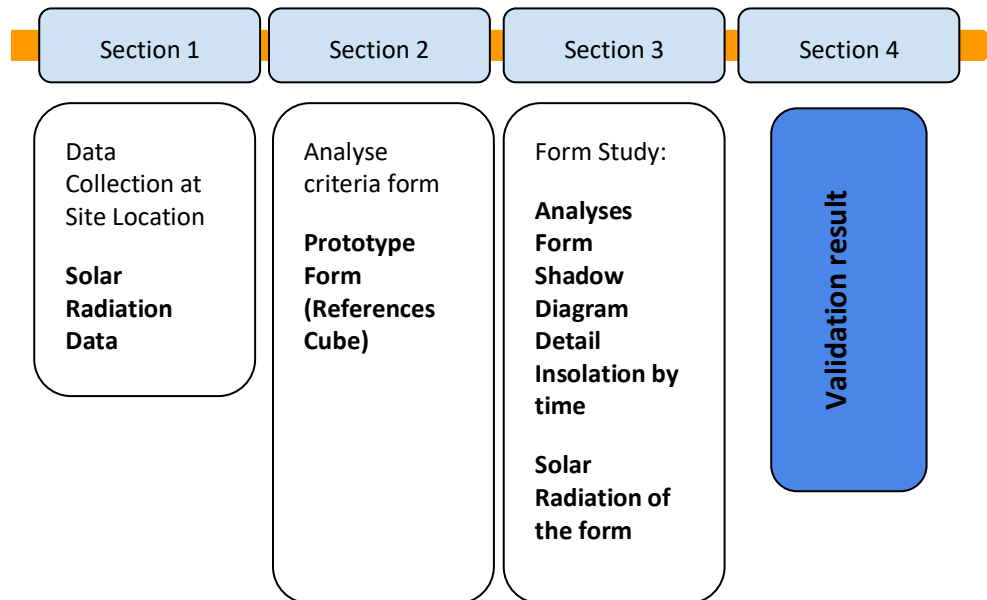 Section 1
Section 2
Section 3
Section 4
Data
Collection at
Site Location
Solar
Radiation
Data
Analyse
criteria form
Prototype
Form
(References
Cube)
Form Study:
Analyses
Form
Shadow
Diagram
Detail
Insolation by
time
Solar
Radiation of
the form
Validation result